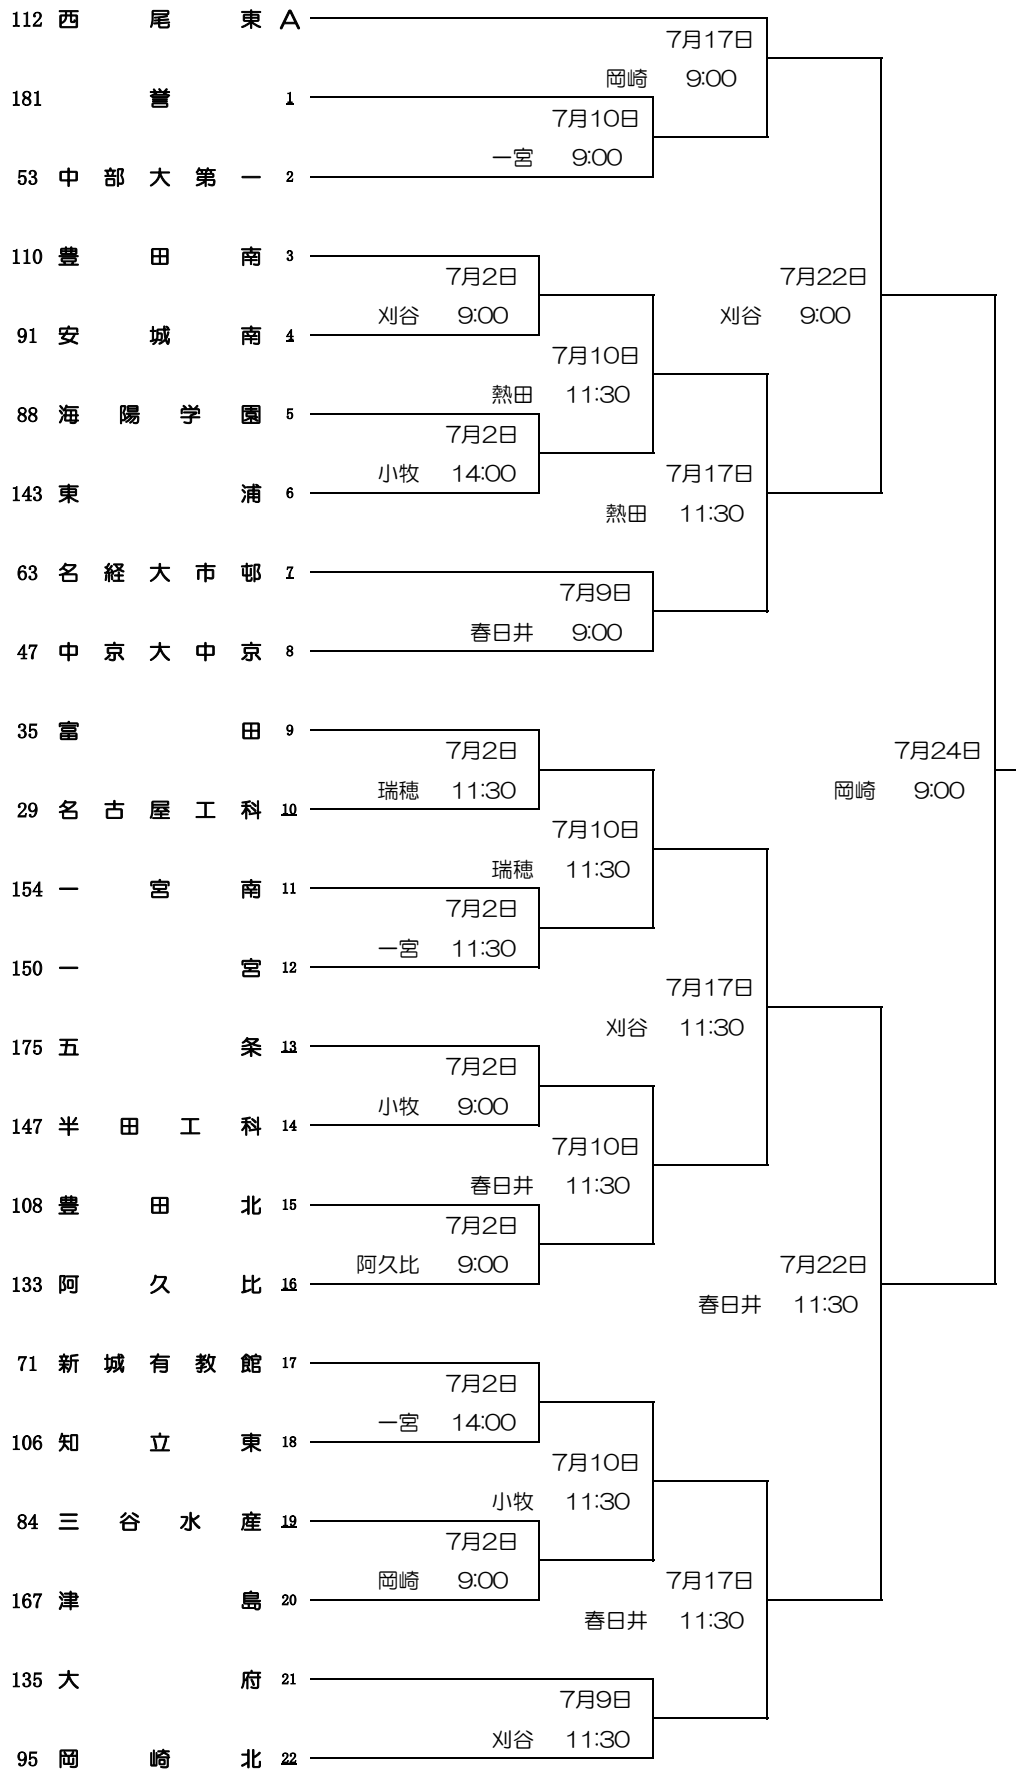 112 西尾東 A
7月17日
岡崎 9:00
181 誉 1
7月10日
一宮 9:00
53 中部大第一 2
110 豊田南 3
7月2日 7月22日
刈谷 9:00 刈谷 9:00
91 安城南 4
7月10日
熱田 11:30
88 海陽学園 5
7月2日
小牧 14:00 7月17日
143 東浦 6
熱田 11:30
63 名経大市邨 7
7月9日
春日井 9:00
47 中京大中京 8
35 富田 9
7月2日 7月24日
瑞穂 11:30 岡崎 9:00
29 名古屋工科 10
7月10日
瑞穂 11:30
154 一宮南 11
7月2日
一宮 11:30
150 一宮 12
7月17日
刈谷 11:30
175 五条 13
7月2日
小牧 9:00
147 半田工科 14
7月10日
春日井 11:30
108 豊田北 15
7月2日
阿久比 9:00 7月22日
133 阿久比 16
春日井 11:30
71 新城有教館 17
7月2日
一宮 14:00
106 知立東 18
7月10日
小牧 11:30
84 三谷水産 19
7月2日
岡崎 9:00 7月17日
167 津島 20
春日井 11:30
135 大府 21
7月9日
刈谷 11:30
95 岡崎北 22